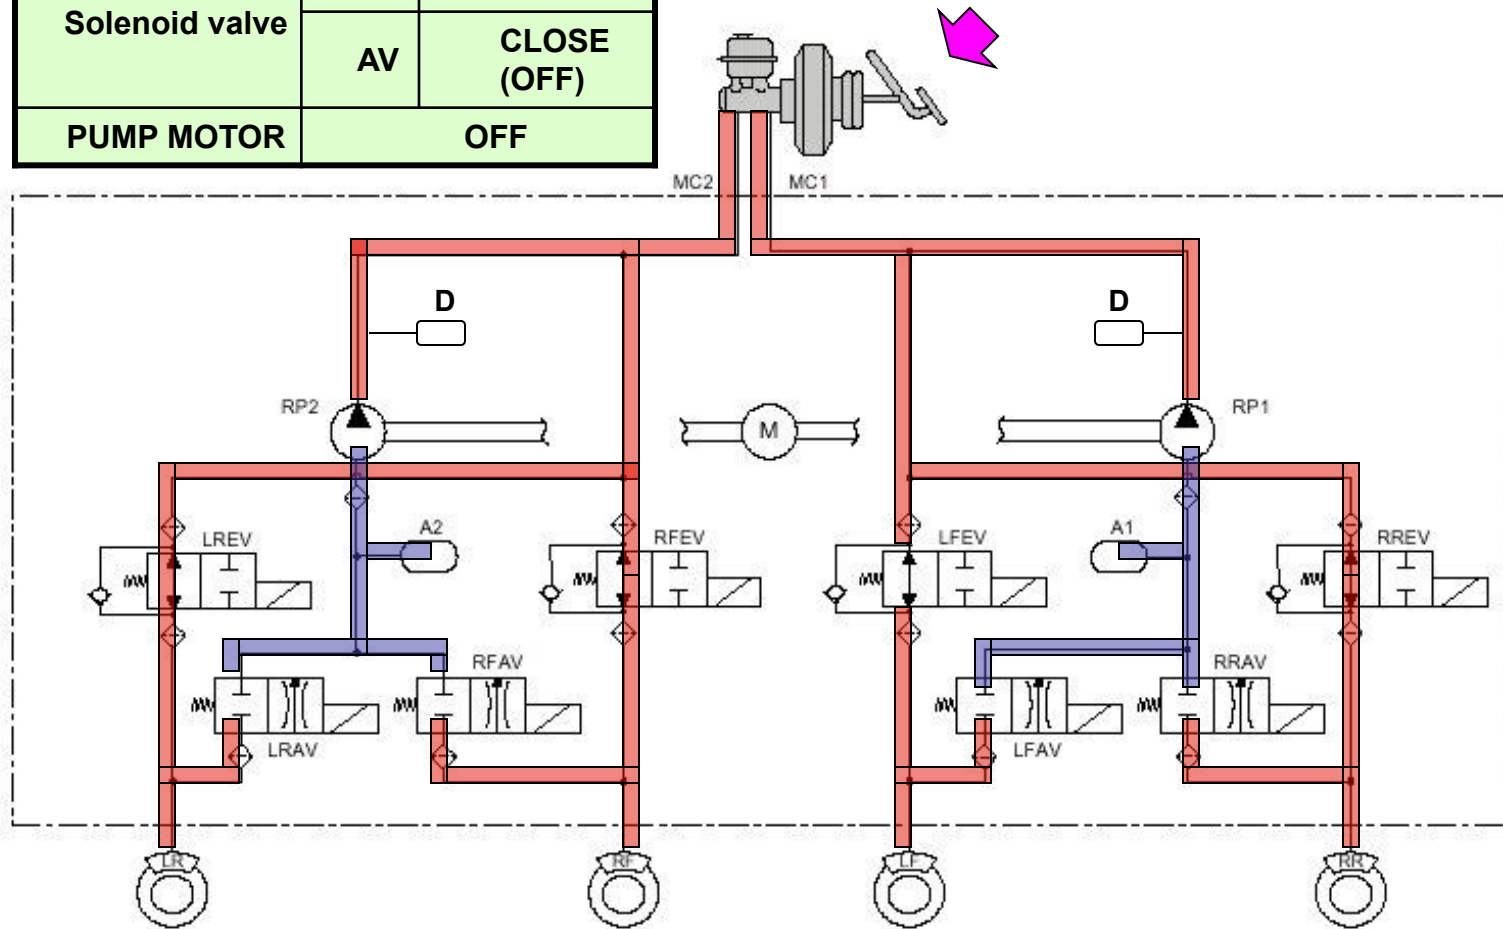 Solenoid valve
AV
CLOSE
(OFF)
PUMP MOTOR
OFF
MC2
MC1
D
D
RP2
M
RP1
LREV
A2
RFEV
LFEV
A1
RREV
RFAV
RRAV
LRAV
LFAV
LR
RF
LF
RR